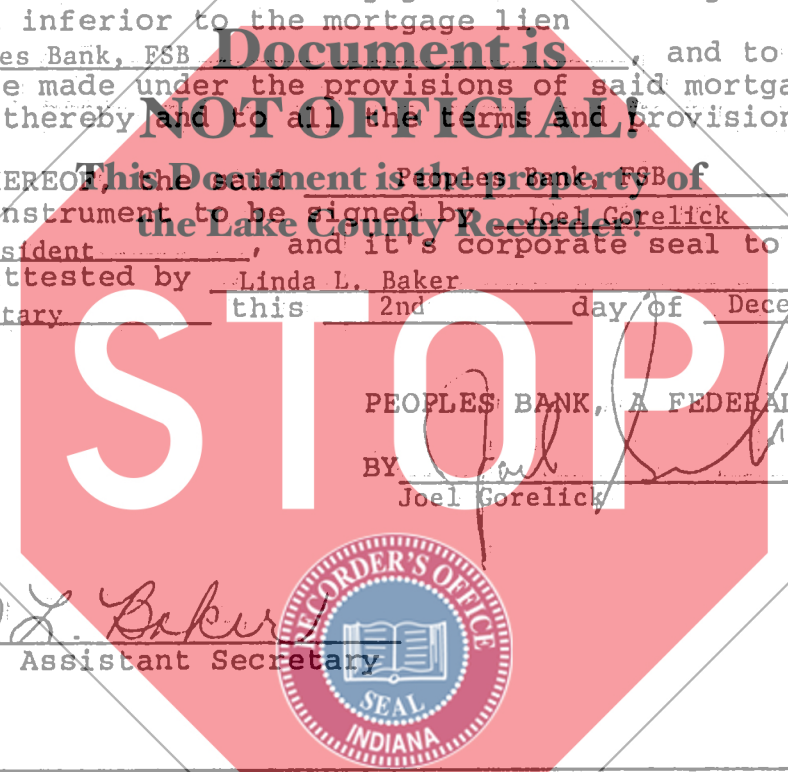 inferior to the mortgage lien
es Bank, FSB , and to
Document is
e made under the provisions of said mortga
thereby and to all the terms and provision
NOT OFFICIAL!
EREOF, the said Peoples Bank, FSB
This Document is the property of
nstrument to be signed by Joel Gorelick
the Lake County Recorder!
sident , and it's corporate seal to
ttested by Linda L. Baker
tary this 2nd day of Dece
STOP
PEOPLES BANK, A FEDERAL
BY Joel
Joel Gorelick
L. Baker
Assistant Secretary
RECORDER'S OFFICE
SEAL
INDIANA